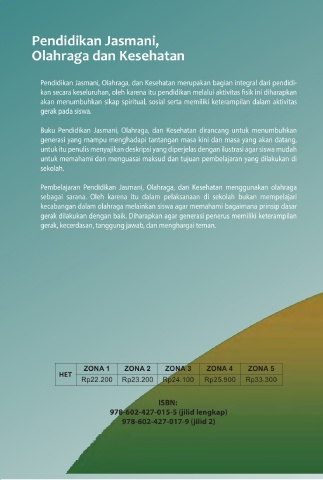 Pendidikan Jasmani,
Olahraga dan Kesehatan
Pendidikan Jasmani, Olahraga, dan Kesehatan merupakan bagian integral dari pendidi-
kan secara keseluruhan, oleh karena itu pendidikan melalui aktivitas fisik ini diharapkan
akan menumbuhkan sikap spiritual, sosial serta memiliki keterampilan dalam aktivitas
gerak pada siswa.
Buku Pendidikan Jasmani, Olahraga, dan Kesehatan dirancang untuk menumbuhkan
generasi yang mampu menghadapi tantangan masa kini dan masa yang akan datang,
untuk itu penulis menyajikan deskripsi yang diperjelas dengan ilustrasi agar siswa mudah
untuk memahami dan menguasai maksud dan tujuan pembelajaran yang dilakukan di
sekolah.
Pembelajaran Pendidikan Jasmani, Olahraga, dan Kesehatan menggunakan olahraga
sebagai sarana. Oleh karena itu dalam pelaksanaan di sekolah bukan mempelajari
kecabangan dalam olahraga melainkan siswa agar memahami bagaimana prinsip dasar
gerak dilakukan dengan baik. Diharapkan agar generasi penerus memiliki keterampilan
gerak, kecerdasan, tanggung jawab, dan menghargai teman.
HET ZONA 1 ZONA 2 ZONA 3 ZONA 4 ZONA 5
Rp22.200 Rp23.200 Rp24.100 Rp25.900 Rp33.300
ISBN:
978-602-427-015-5 (jilid lengkap)
978-602-427-017-9 (jilid 2)